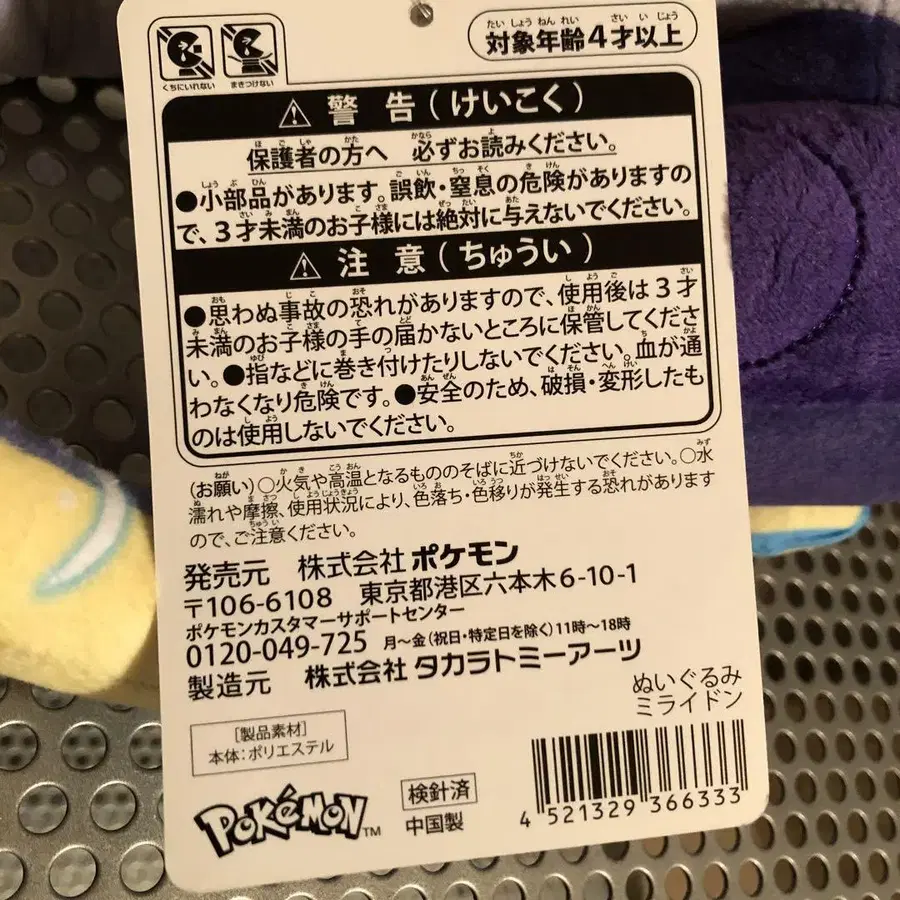 対象年齢4才以上
くちにいれない
まきつけない
警告(けいこく)
保護者の方へ 必ずお読みください。
●小部品があります。誤飲・窒息の危険がありますの
で、3才未満のお子様には絶対に与えないでください。
注意(ちゅうい)
●思わぬ事故の恐れがありますので、使用後は3才
未満のお子様の手の届かないところに保管してくださ
い。●指などに巻き付けたりしないでください。血が通
わなくなり危険です。●安全のため、破損・変形したも
のは使用しないでください。
(お願い)○火気や高温となるもののそばに近づけないでください。○水
濡れや摩擦、使用状況により、色落ち・色移りが発生する恐れがあります
ので、ご注意ください。
発売元 株式会社 ポケモン
〒106-6108 東京都港区六本木6-10-1
ポケモンカスタマーサポートセンター
0120-049-725 月~金(祝日・特定日を除く)11時~18時
製造元 株式会社 タカラトミーアーツ
ぬいぐるみ
ミライドン
[製品素材]
本体:ポリエステル
POKéMON TM
検針済
中国製
4 521329 366333